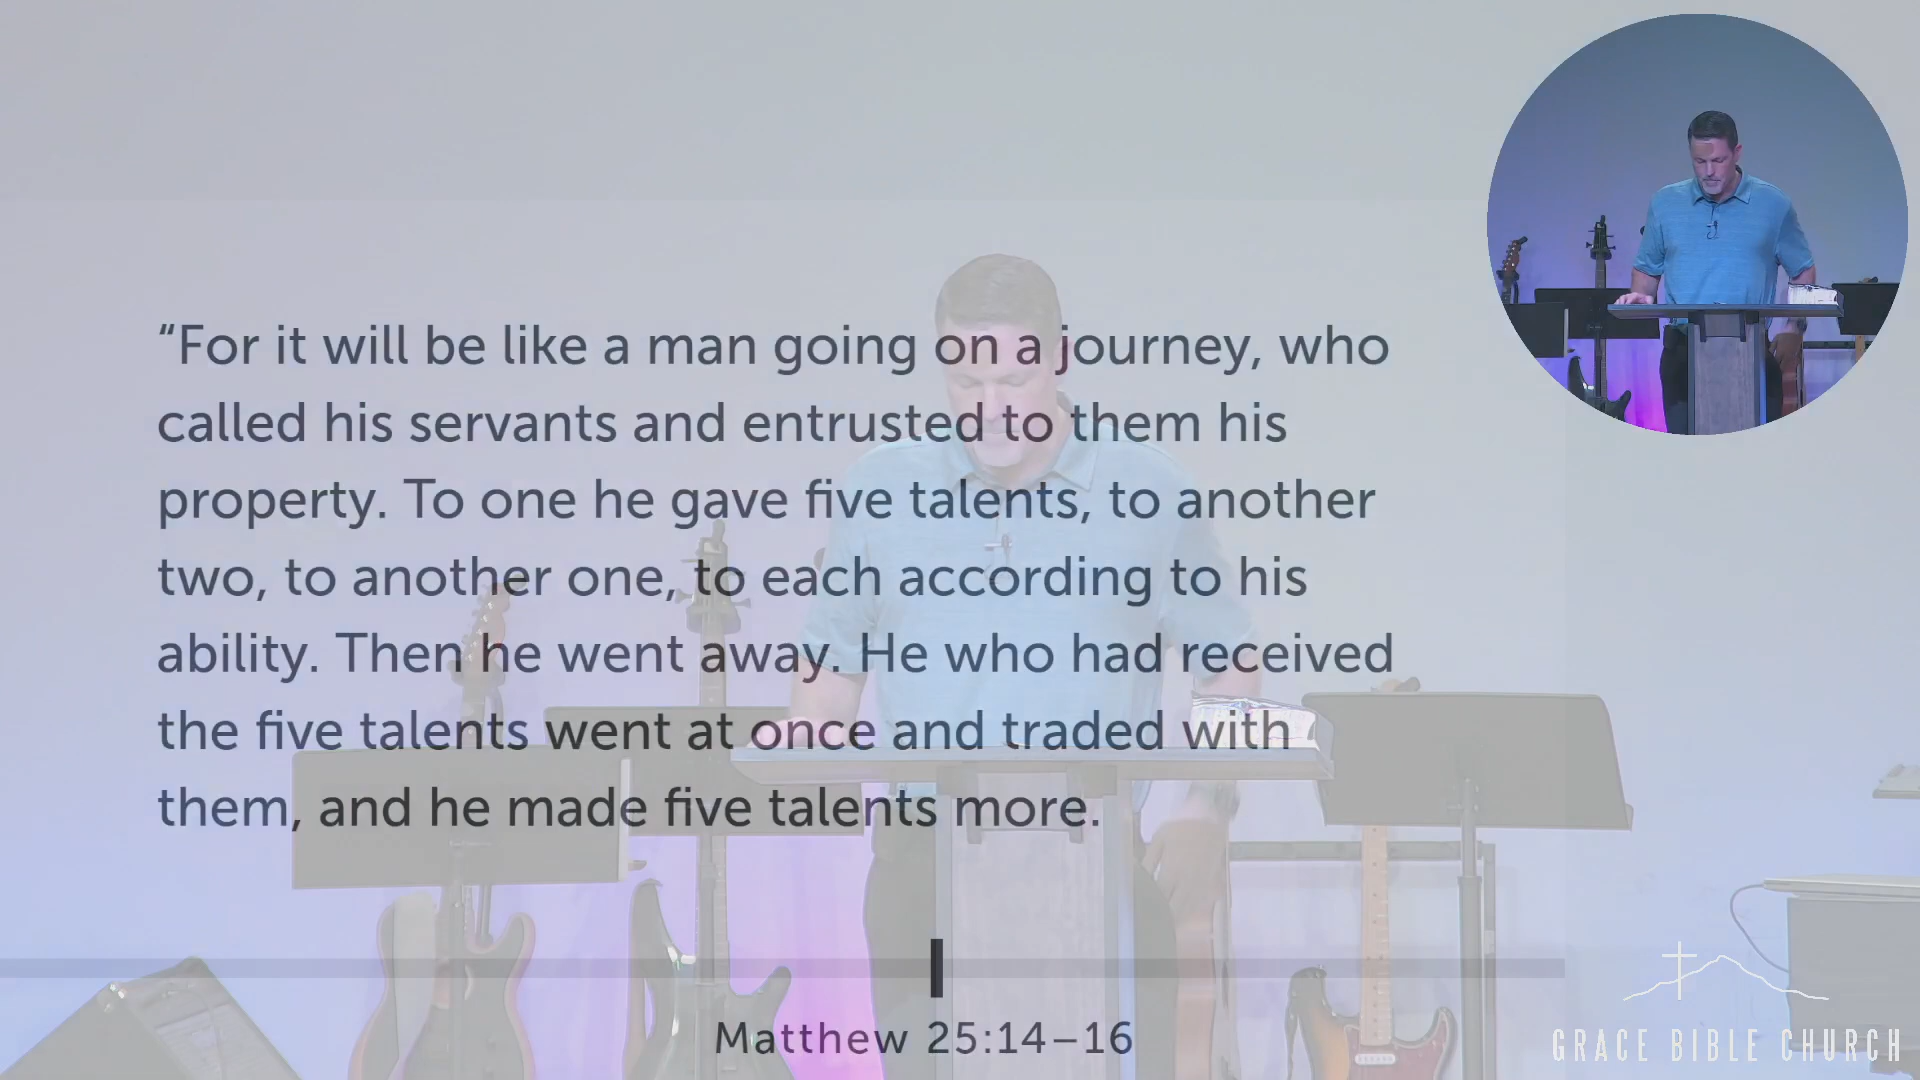 “For it will be like a man going on a journey, who
called his servants and entrusted to them his
property. To one he gave five talents, to another
two, to another one, to each according to his
ability. Then he went away. He who had received
the five talents went at once and traded with
them, and he made five talents more.
Matthew 25:14–16
GRACE BIBLE CHURCH